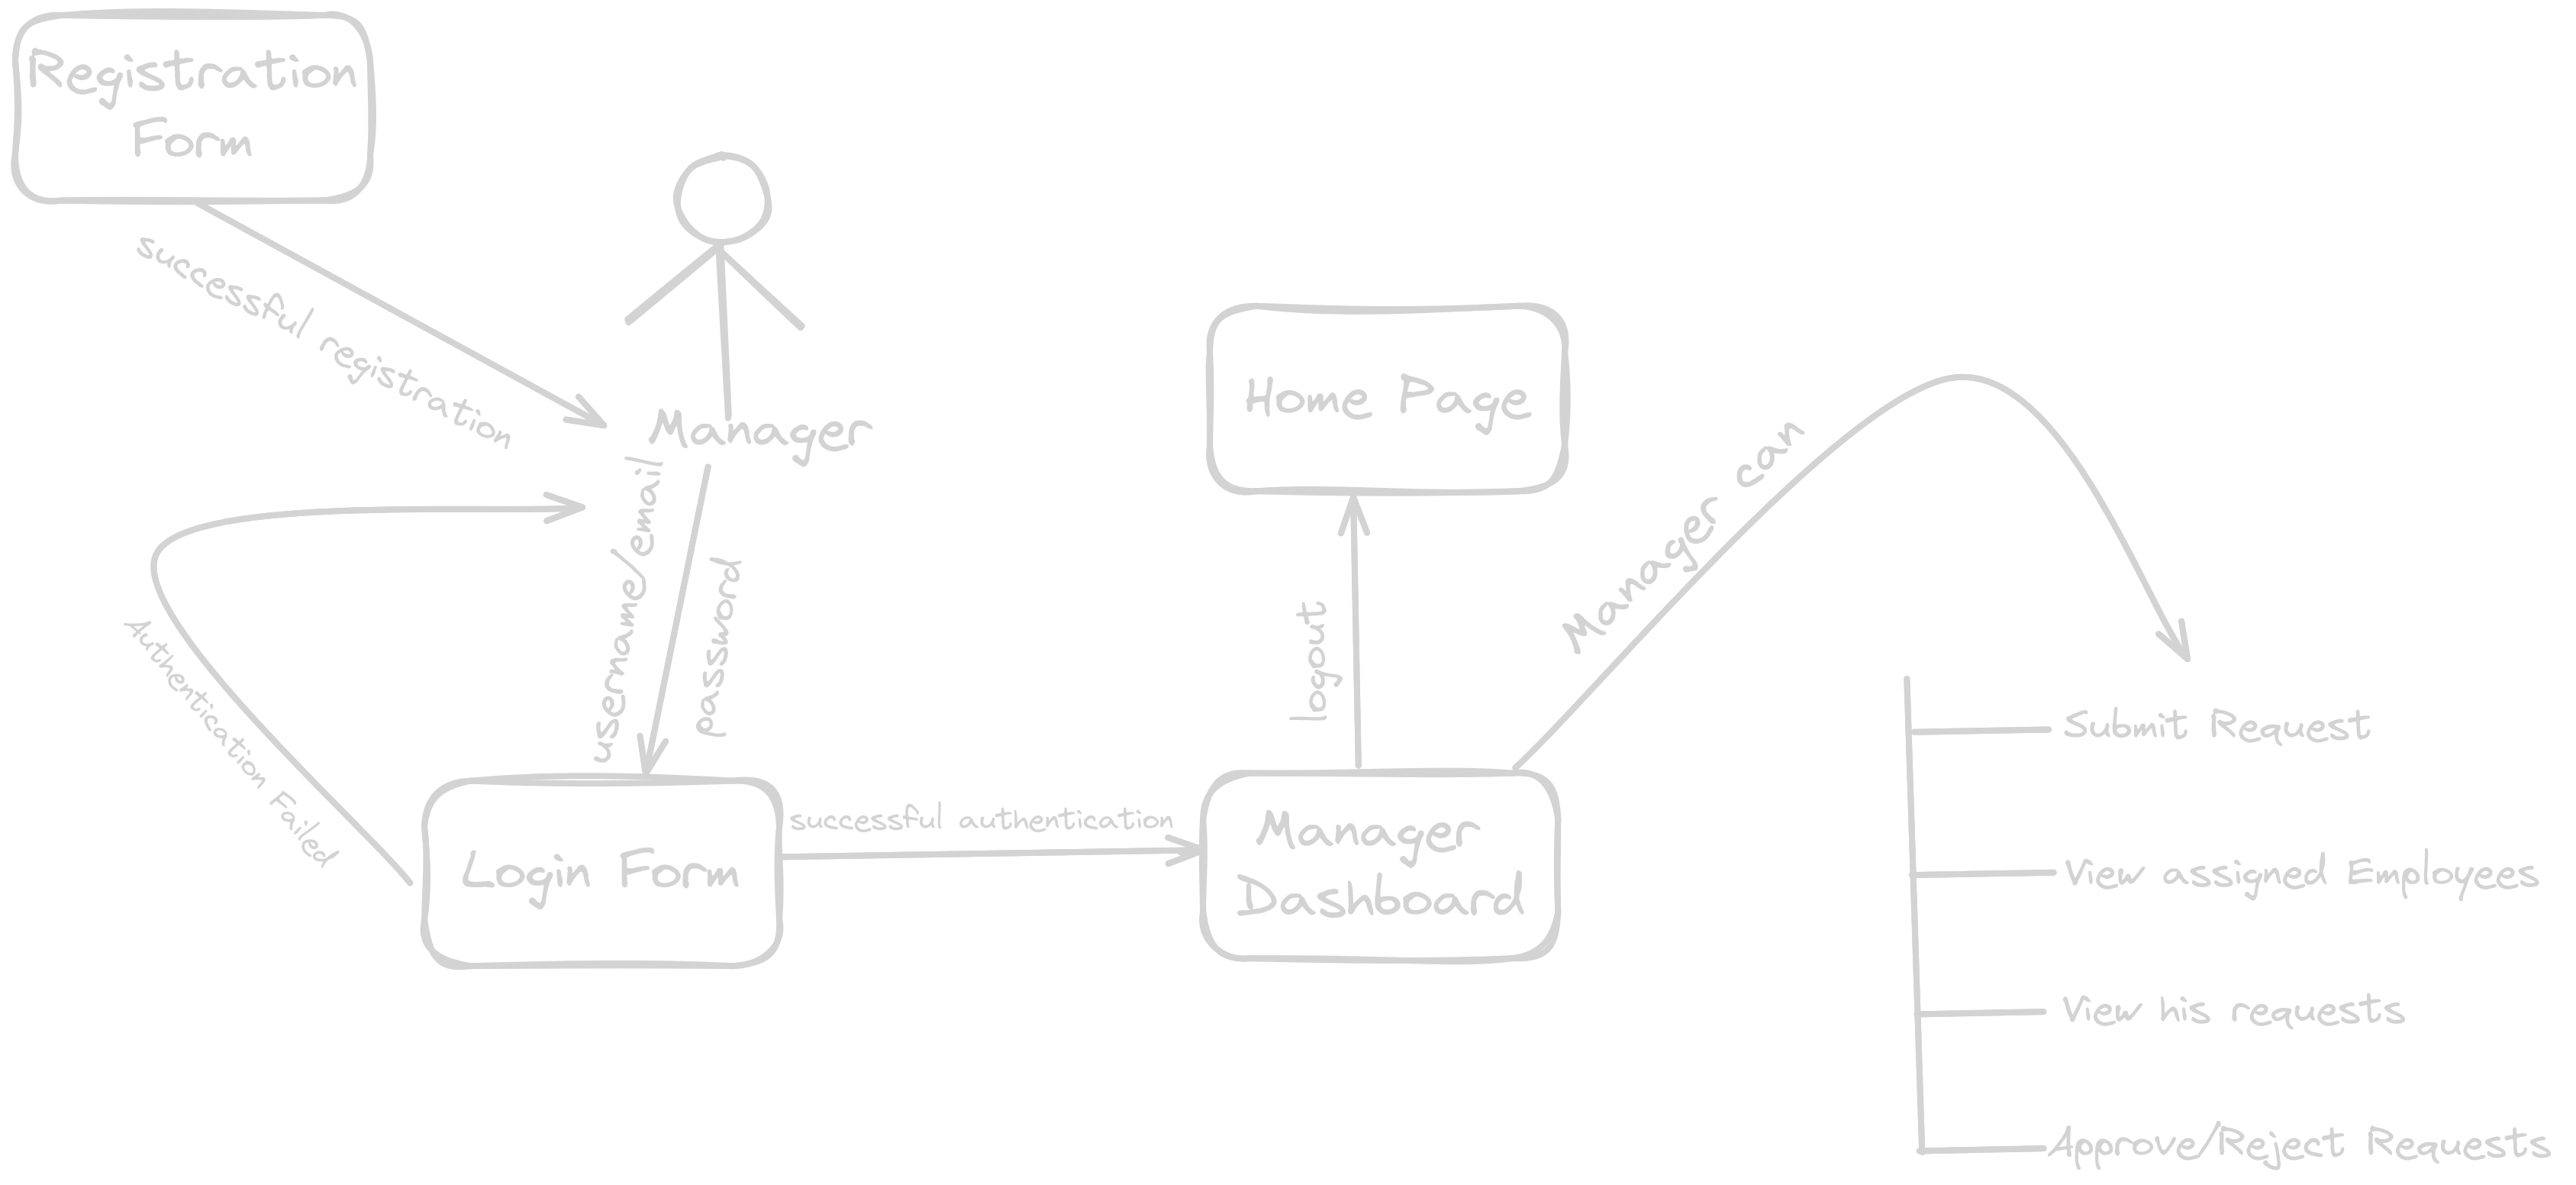 Registration
Form
successful registration
Manager
username/email
password
Authentication Failed
Login Form
successful authentication
Manager
Dashboard
logout
Home Page
Manager can
Submit Request
View assigned Employees
View his requests
Approve/Reject Requests